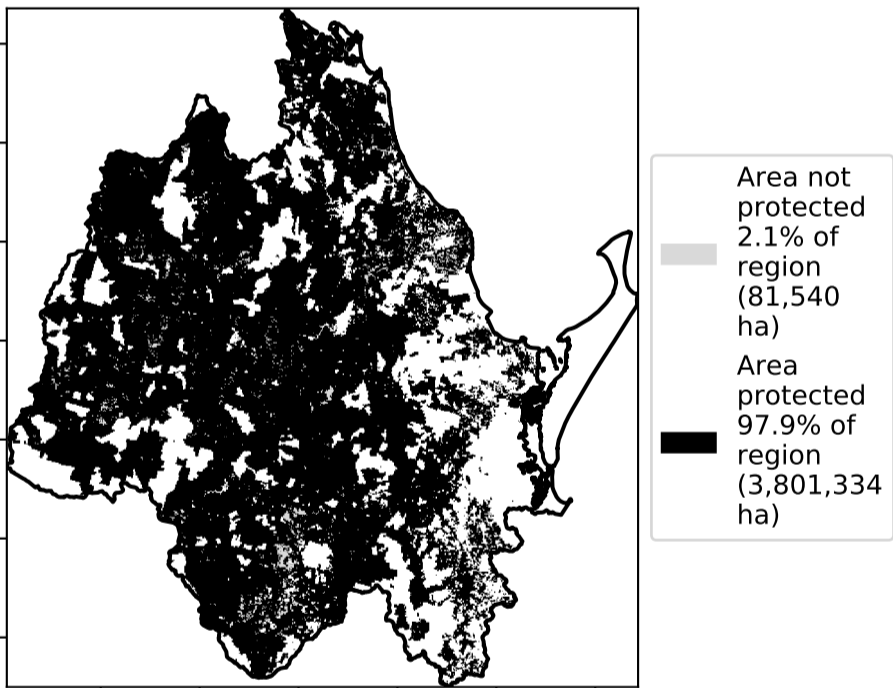 Area not
protected
2.1% of
region
(81,540
ha)
Area
protected
97.9% of
region
(3,801,334
ha)